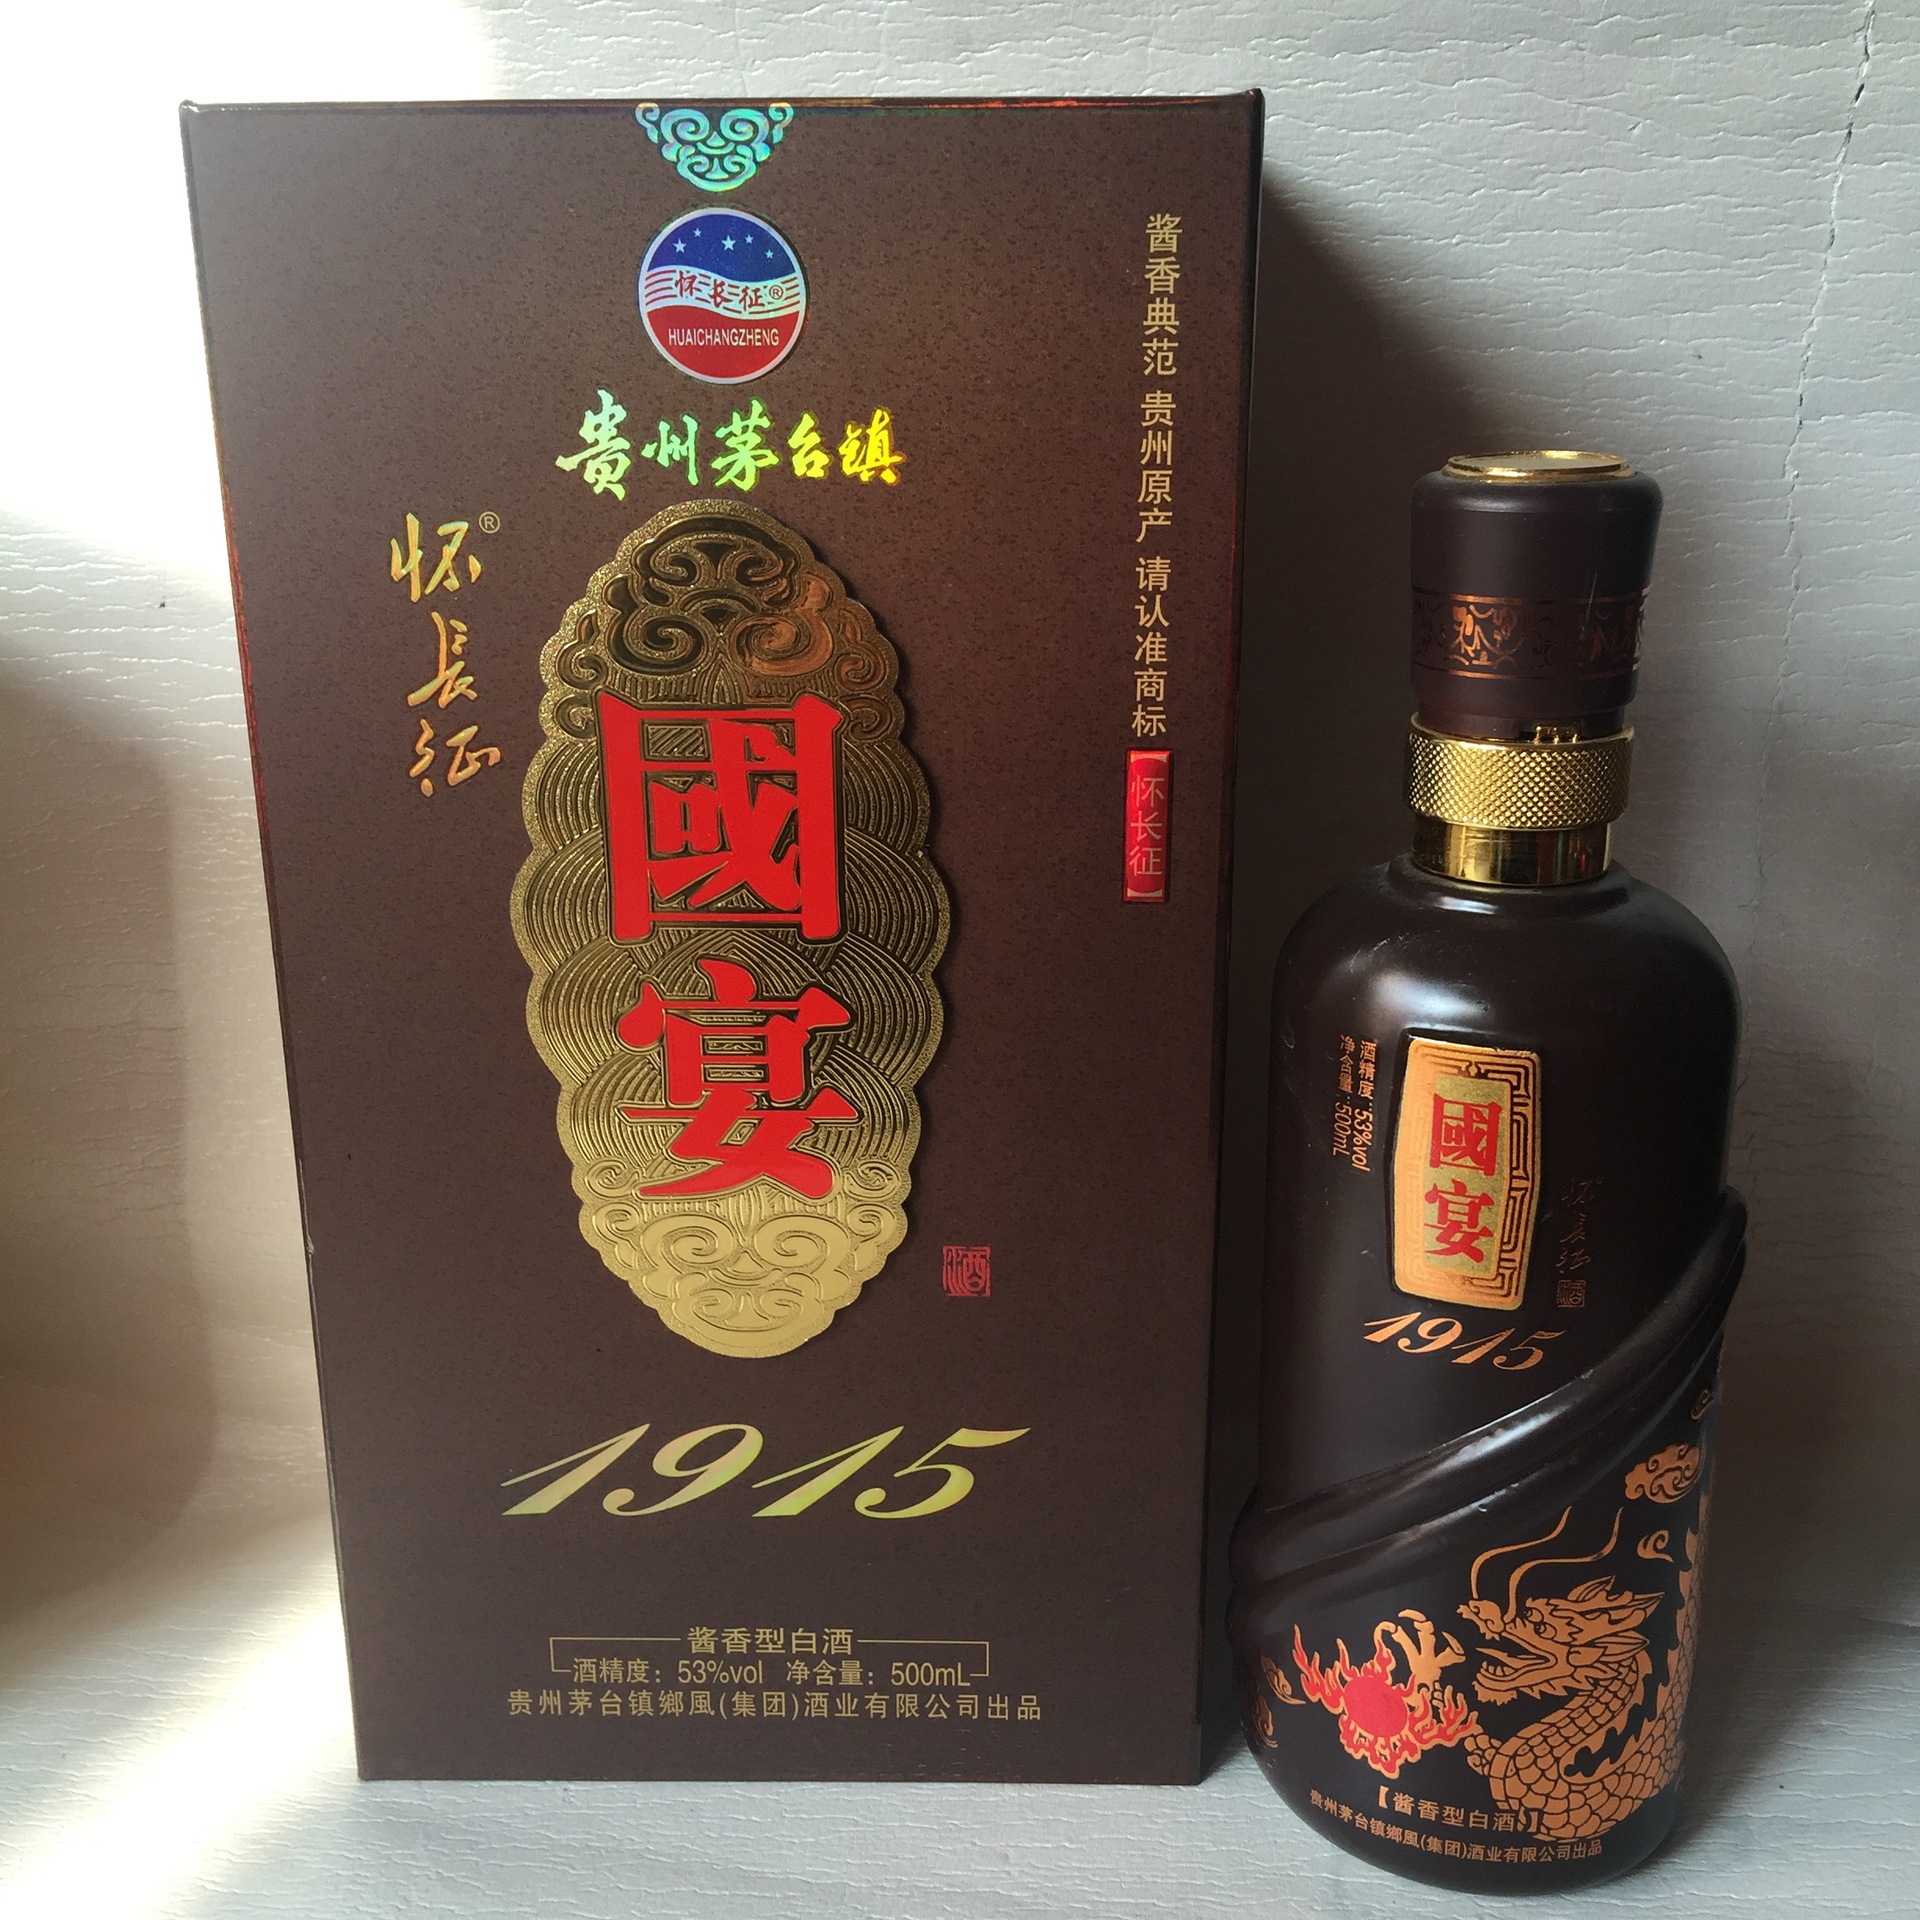 怀长征®
HUAICHANGZHENG
贵州茅台镇
怀長征®
國宴
酒
1915
酱香典范 贵州原产 请认准商标
【怀长征】
酱香型白酒
酒精度：53%vol 净含量：500mL
贵州茅台镇鄉風(集团)酒业有限公司出品
酒精度:53%vol
净含量:500mL
國宴
怀長征
酒
1915
【酱香型白酒】
贵州茅台镇鄉風(集团)酒业有限公司出品